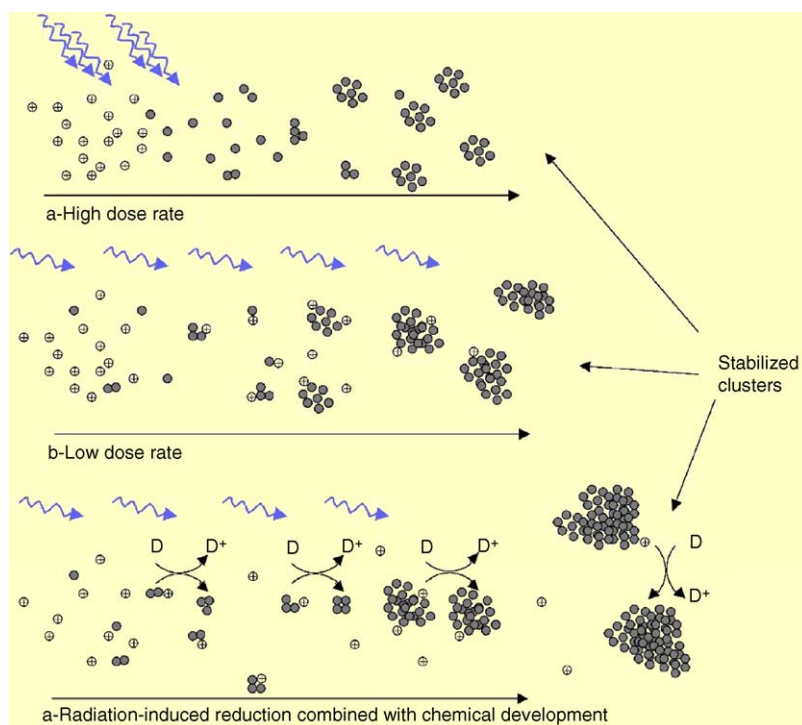 a-High dose rate
Stabilized
clusters
b-Low dose rate
D D+ D D+ D D+
D
D+
a-Radiation-induced reduction combined with chemical development